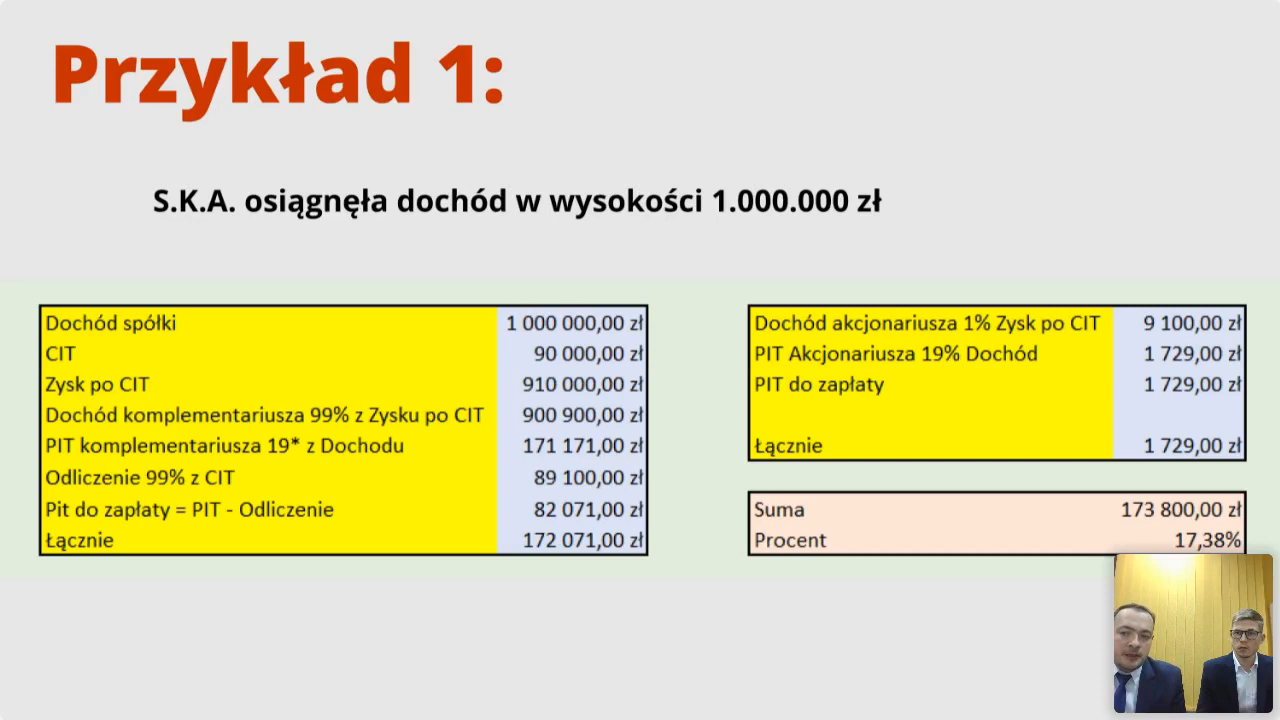 Przykład 1:
S.K.A. osiągnęła dochód w wysokości 1.000.000 zł
Dochód spółki 1 000 000,00 zł
CIT 90 000,00 zł
Zysk po CIT 910 000,00 zł
Dochód komplementariusza 99% z Zysku po CIT 900 900,00 zł
PIT komplementariusza 19* z Dochodu 171 171,00 zł
Odliczenie 99% z CIT 89 100,00 zł
Pit do zapłaty = PIT - Odliczenie 82 071,00 zł
Łącznie 172 071,00 zł
Dochód akcjonariusza 1% Zysk po CIT 9 100,00 zł
PIT Akcjonariusza 19% Dochód 1 729,00 zł
PIT do zapłaty 1 729,00 zł
Łącznie 1 729,00 zł
Suma 173 800,00 zł
Procent 17,38%